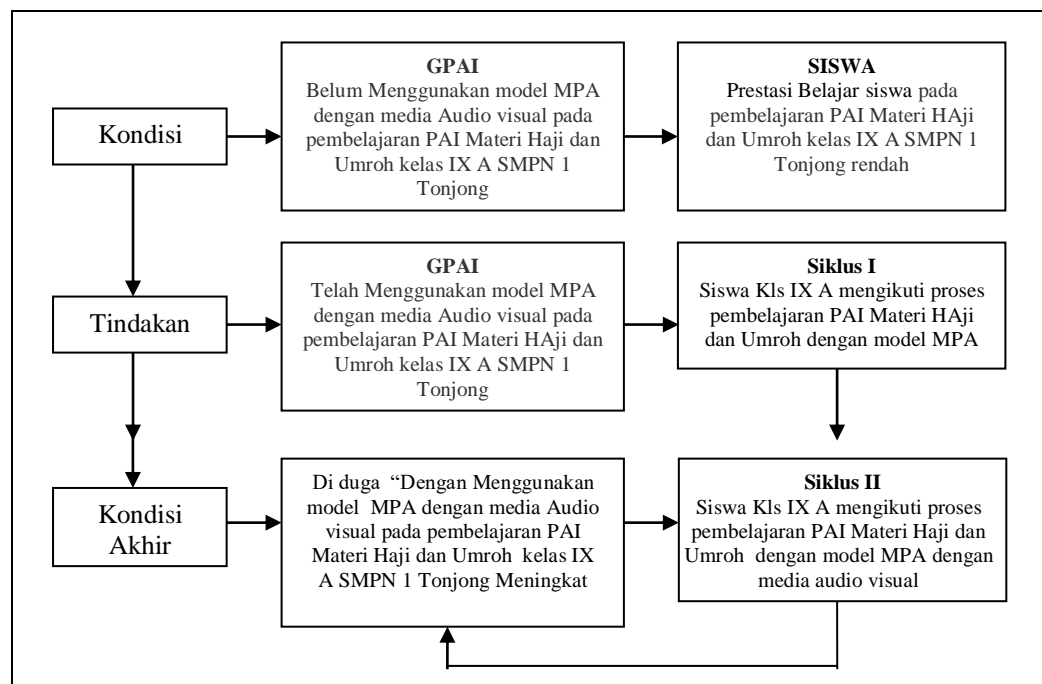 Kondisi
GPAI
Belum Menggunakan model MPA
dengan media Audio visual pada
pembelajaran PAI Materi Haji dan
Umroh kelas IX A SMPN 1
Tonjong
SISWA
Prestasi Belajar siswa pada
pembelajaran PAI Materi HAji
dan Umroh kelas IX A SMPN 1
Tonjong rendah
Tindakan
GPAI
Telah Menggunakan model MPA
dengan media Audio visual pada
pembelajaran PAI Materi HAji dan
Umroh kelas IX A SMPN 1
Tonjong
Siklus I
Siswa Kls IX A mengikuti proses
pembelajaran PAI Materi HAji
dan Umroh dengan model MPA
Kondisi
Akhir
Di duga “Dengan Menggunakan
model MPA dengan media Audio
visual pada pembelajaran PAI
Materi Haji dan Umroh kelas IX
A SMPN 1 Tonjong Meningkat
Siklus II
Siswa Kls IX A mengikuti proses
pembelajaran PAI Materi Haji dan
Umroh dengan model MPA dengan
media audio visual